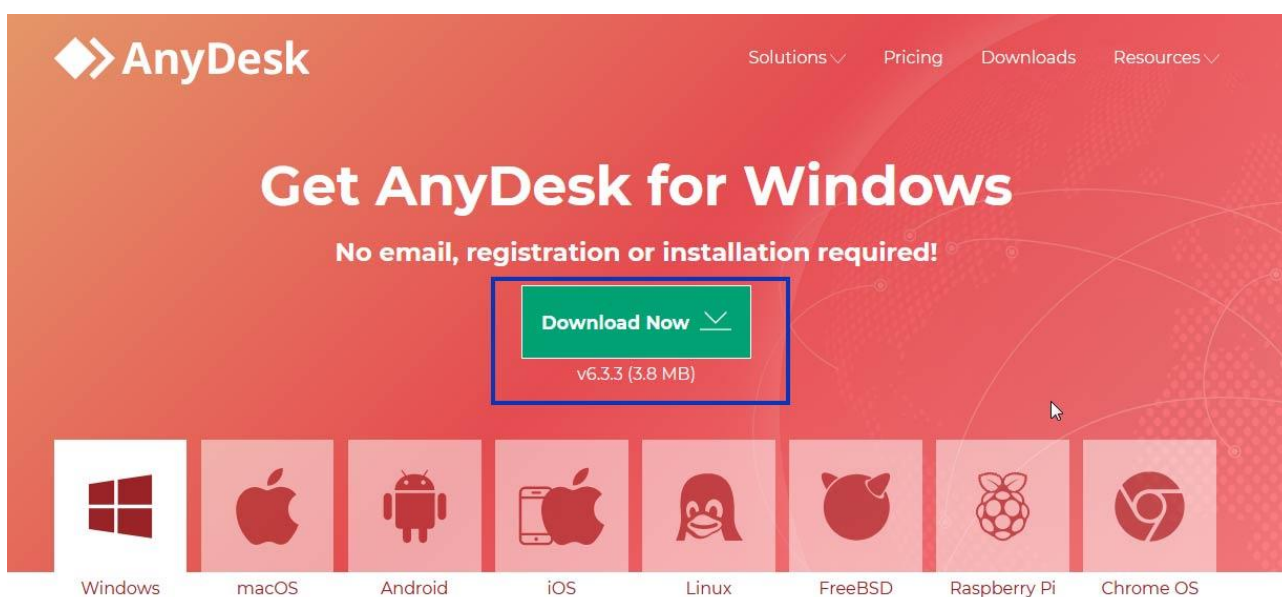 AnyDesk
Solutions Pricing Downloads Resources
Get AnyDesk for Windows
No email, registration or installation required!
Download Now
v6.3.3 (3.8 MB)
Windows macOS Android iOS Linux FreeBSD Raspberry Pi Chrome OS